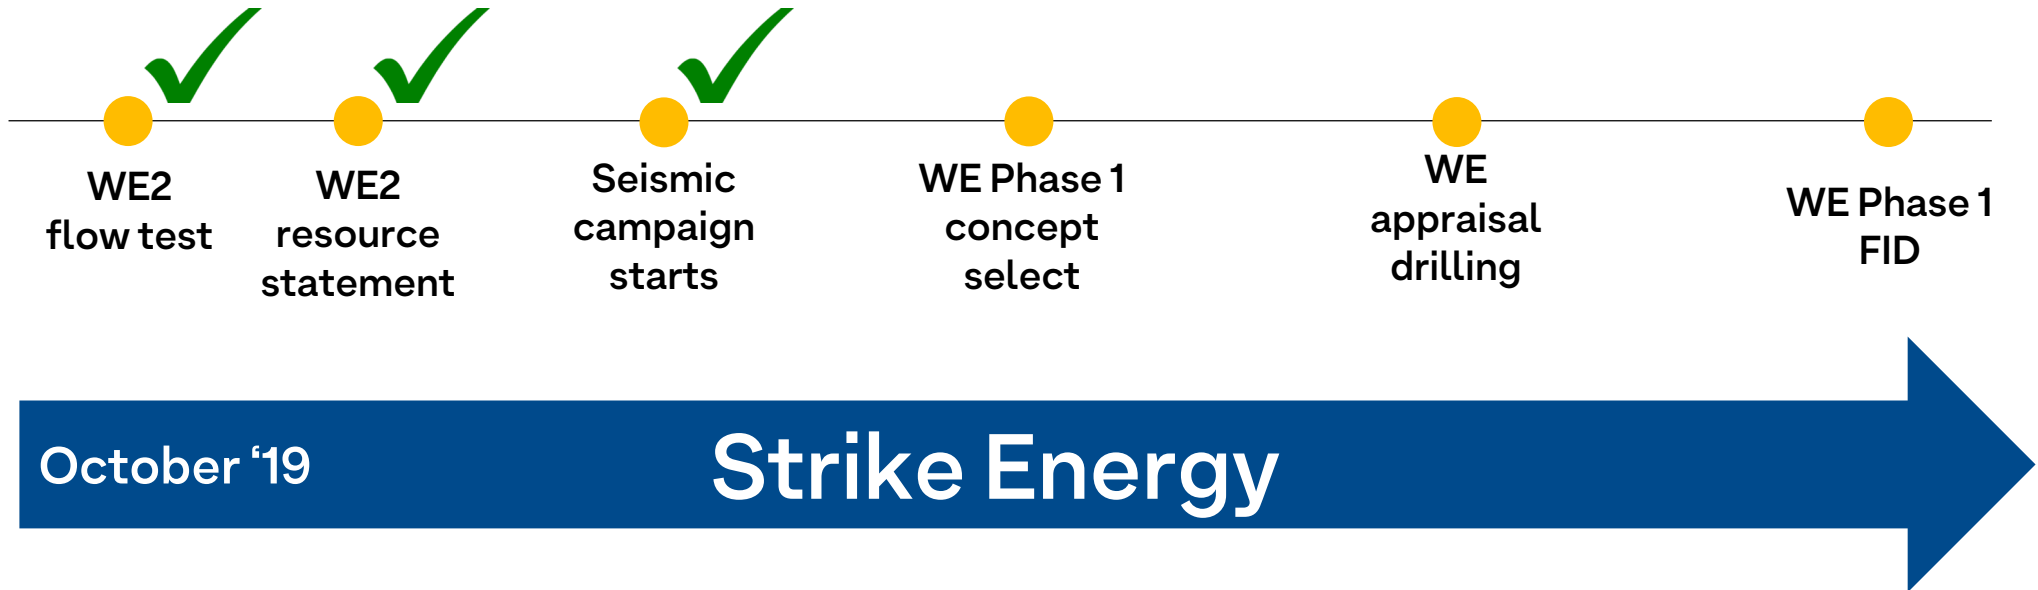 WE2
flow test
WE2
resource
statement
Seismic
campaign
starts
WE Phase 1
concept
select
WE
appraisal
drilling
WE Phase 1
FID
October ‘19
Strike Energy